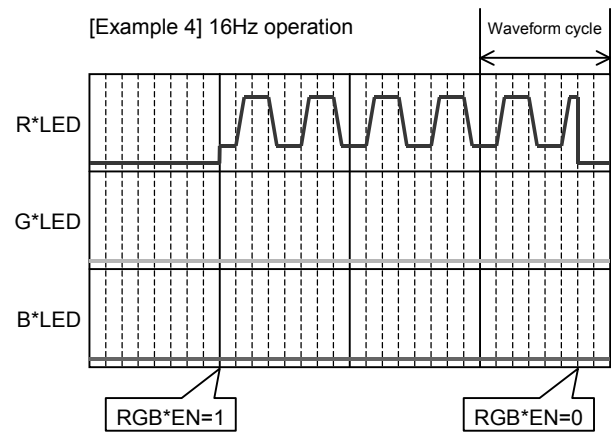 [Example 4] 16Hz operation
Waveform cycle
R*LED
G*LED
B*LED
RGB*EN=1
RGB*EN=0